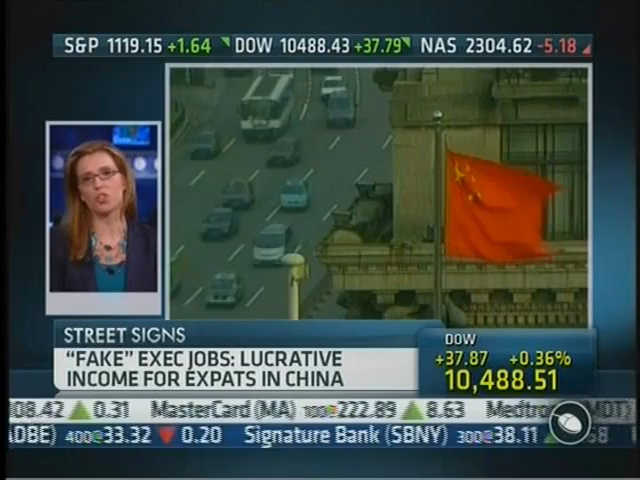 S&P 1119.15 +1.64 DOW 10488.43 +37.79 NAS 2304.62 -5.18
STREET SIGNS
"FAKE" EXEC JOBS: LUCRATIVE
INCOME FOR EXPATS IN CHINA
DOW
+37.87 +0.36%
10,488.51
08.42 0.31 MasterCard (MA) 222.89 8.63
33.32 0.20 Signature Bank (SBNY) 38.11